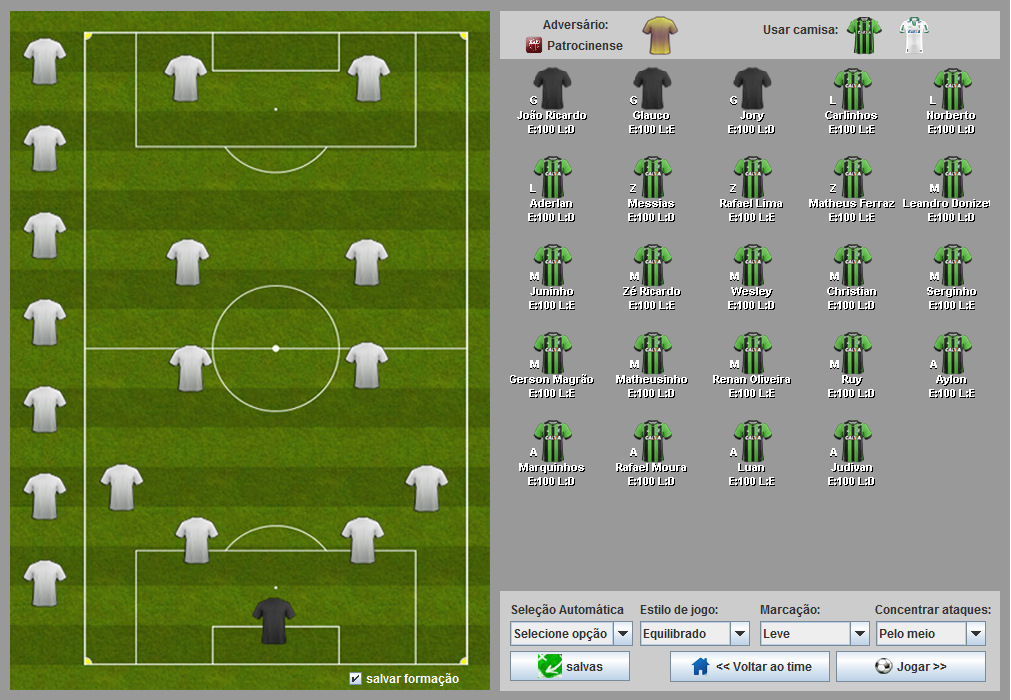 Adversário:
Patrocinense
Usar camisa:
G
João Ricardo
E:100 L:D
G
Glauco
E:100 L:E
G
Jory
E:100 L:D
L
Carlinhos
E:100 L:E
L
Norberto
E:100 L:D
L
Aderlan
E:100 L:D
Z
Messias
E:100 L:D
Z
Rafael Lima
E:100 L:E
Z
Matheus Ferraz
E:100 L:E
M
Leandro Donize
E:100 L:D
M
Juninho
E:100 L:E
M
Zé Ricardo
E:100 L:E
M
Wesley
E:100 L:D
M
Christian
E:100 L:D
M
Serginho
E:100 L:E
M
Gerson Magrão
E:100 L:E
M
Matheusinho
E:100 L:E
M
Renan Oliveira
E:100 L:E
M
Ruy
E:100 L:D
A
Aylon
E:100 L:E
A
Marquinhos
E:100 L:D
A
Rafael Moura
E:100 L:D
A
Luan
E:100 L:E
A
Judivan
E:100 L:D
salvar formação
Seleção Automática
Estilo de jogo:
Marcação:
Concentrar ataques:
Selecione opção
Equilibrado
Leve
Pelo meio
salvas
<< Voltar ao time
Jogar >>